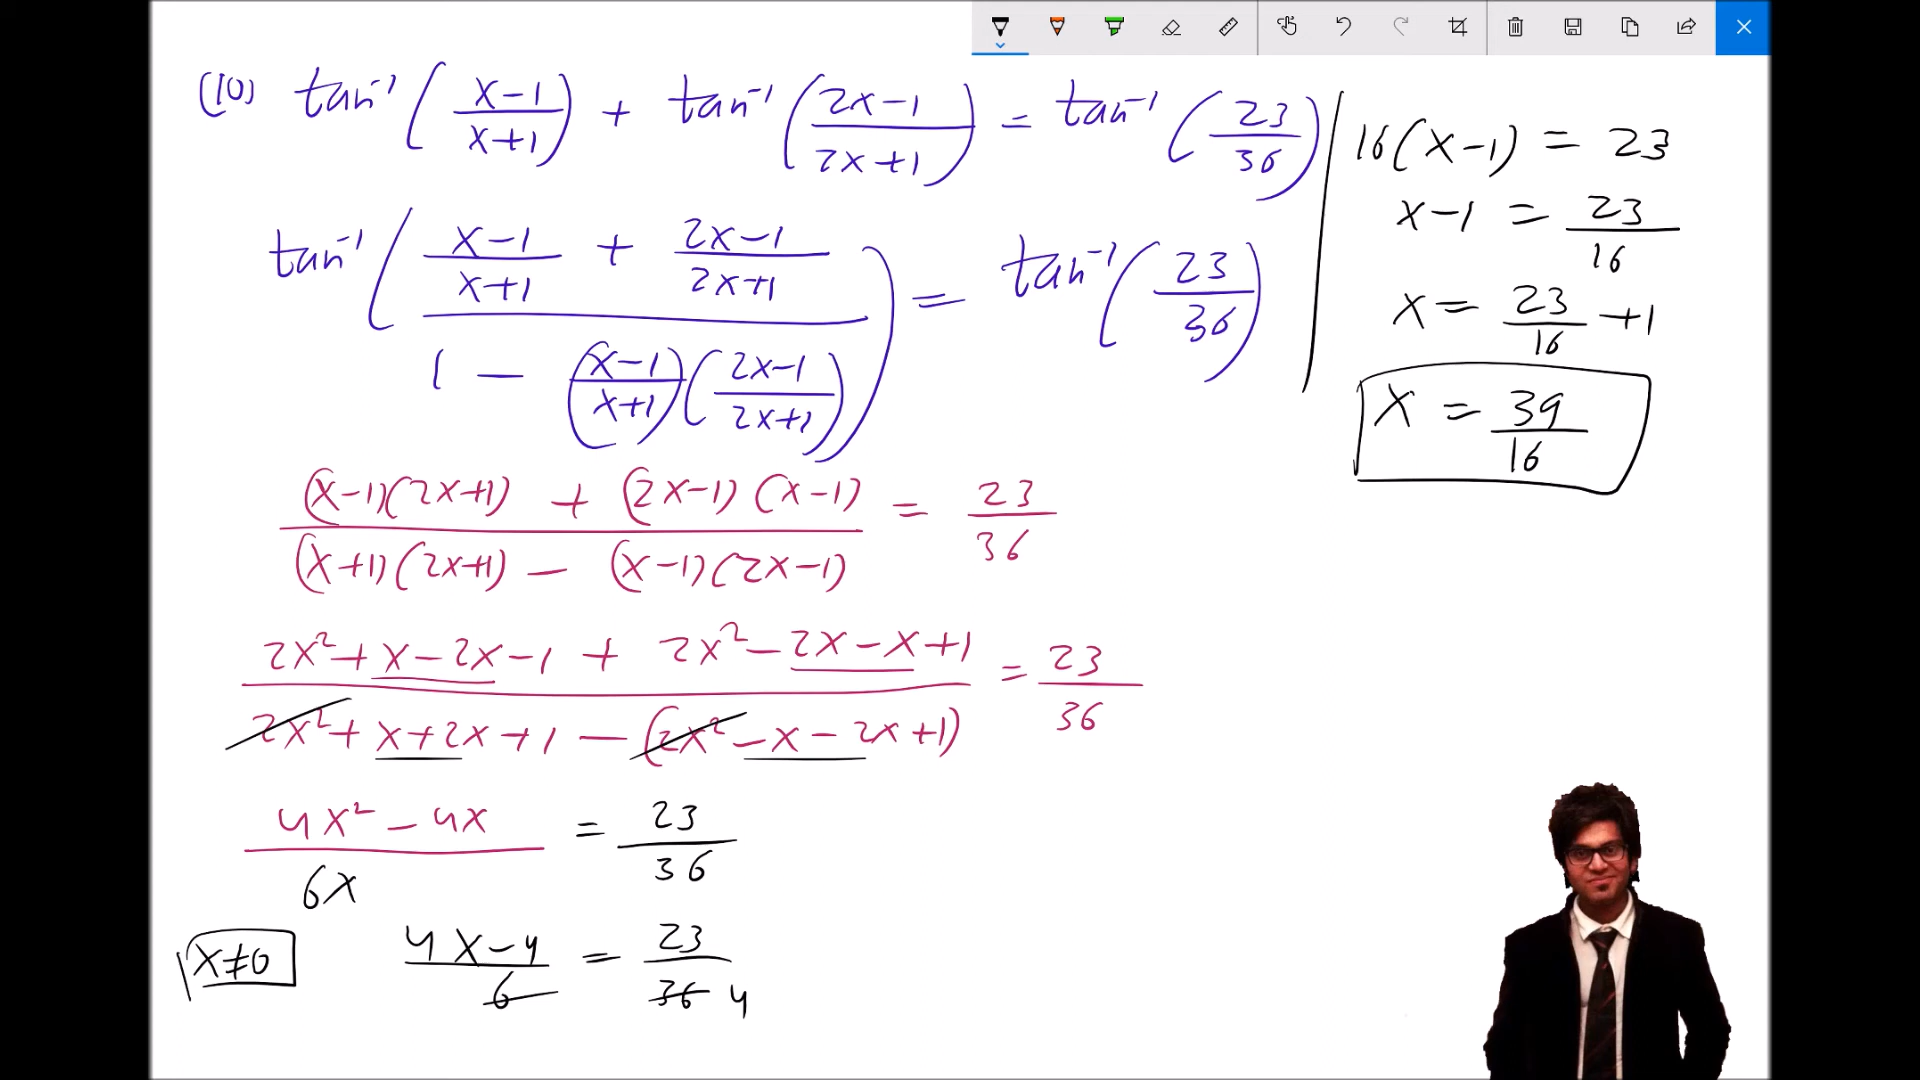 (10) tan⁻¹((x-1)/(x+1)) + tan⁻¹((2x-1)/(2x+1)) = tan⁻¹(23/36)
tan⁻¹(((x-1)/(x+1) + (2x-1)/(2x+1))/(1 - ((x-1)/(x+1))((2x-1)/(2x+1)))) = tan⁻¹(23/36)
((x-1)(2x+1) + (2x-1)(x-1))/((x+1)(2x+1) - (x-1)(2x-1)) = 23/36
(2x²+x-2x-1 + 2x²-2x-x+1)/(2x²+x+2x+1 - (2x²-x-2x+1)) = 23/36
(4x²-4x)/6x = 23/36
x≠0
(4x-4)/6 = 23/36 4
16(x-1) = 23
x-1 = 23/16
x = 23/16 +1
x = 39/16